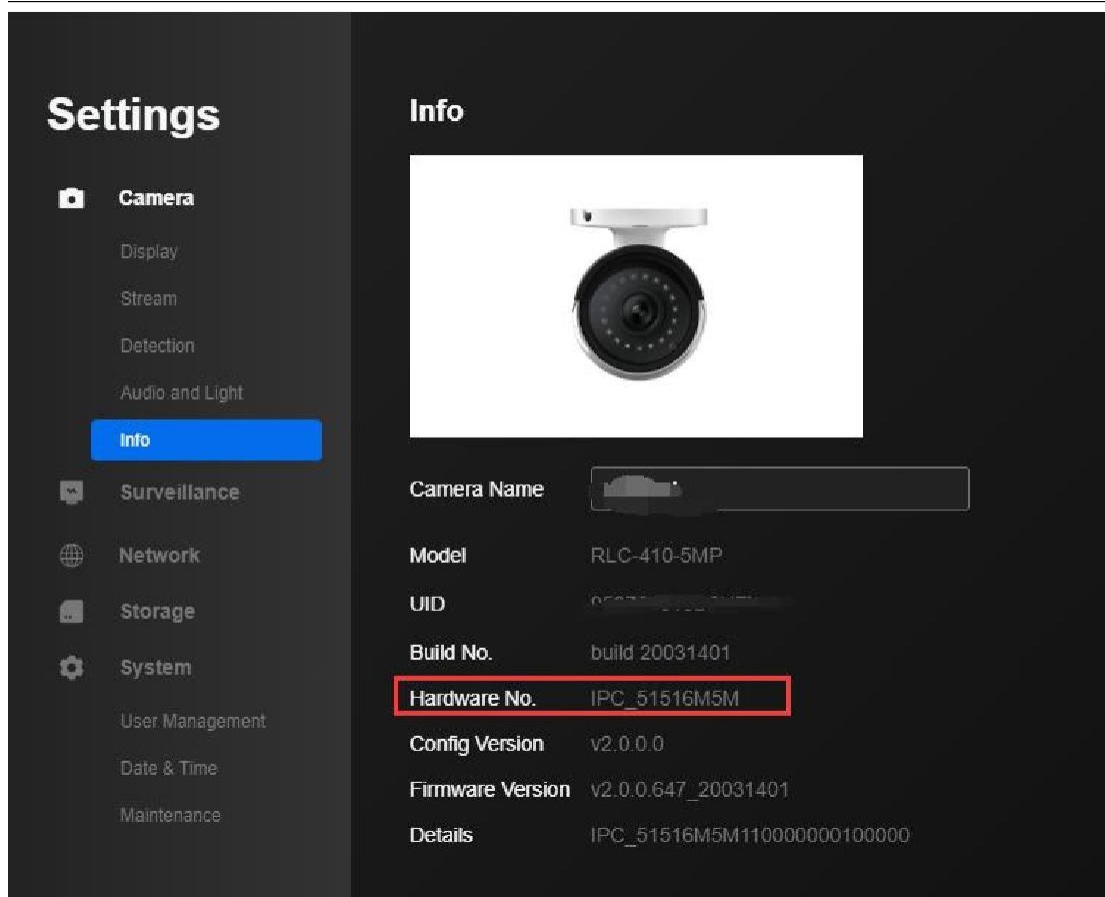 Settings
Camera
Display
Stream
Detection
Audio and Light
Info
Surveillance
Network
Storage
System
User Management
Date & Time
Maintenance
Info
Camera Name
Model RLC-410-5MP
UID
Build No. build 20031401
Hardware No. IPC_51516M5M
Config Version v2.0.0.0
Firmware Version v2.0.0.647_20031401
Details IPC_51516M5M110000000100000